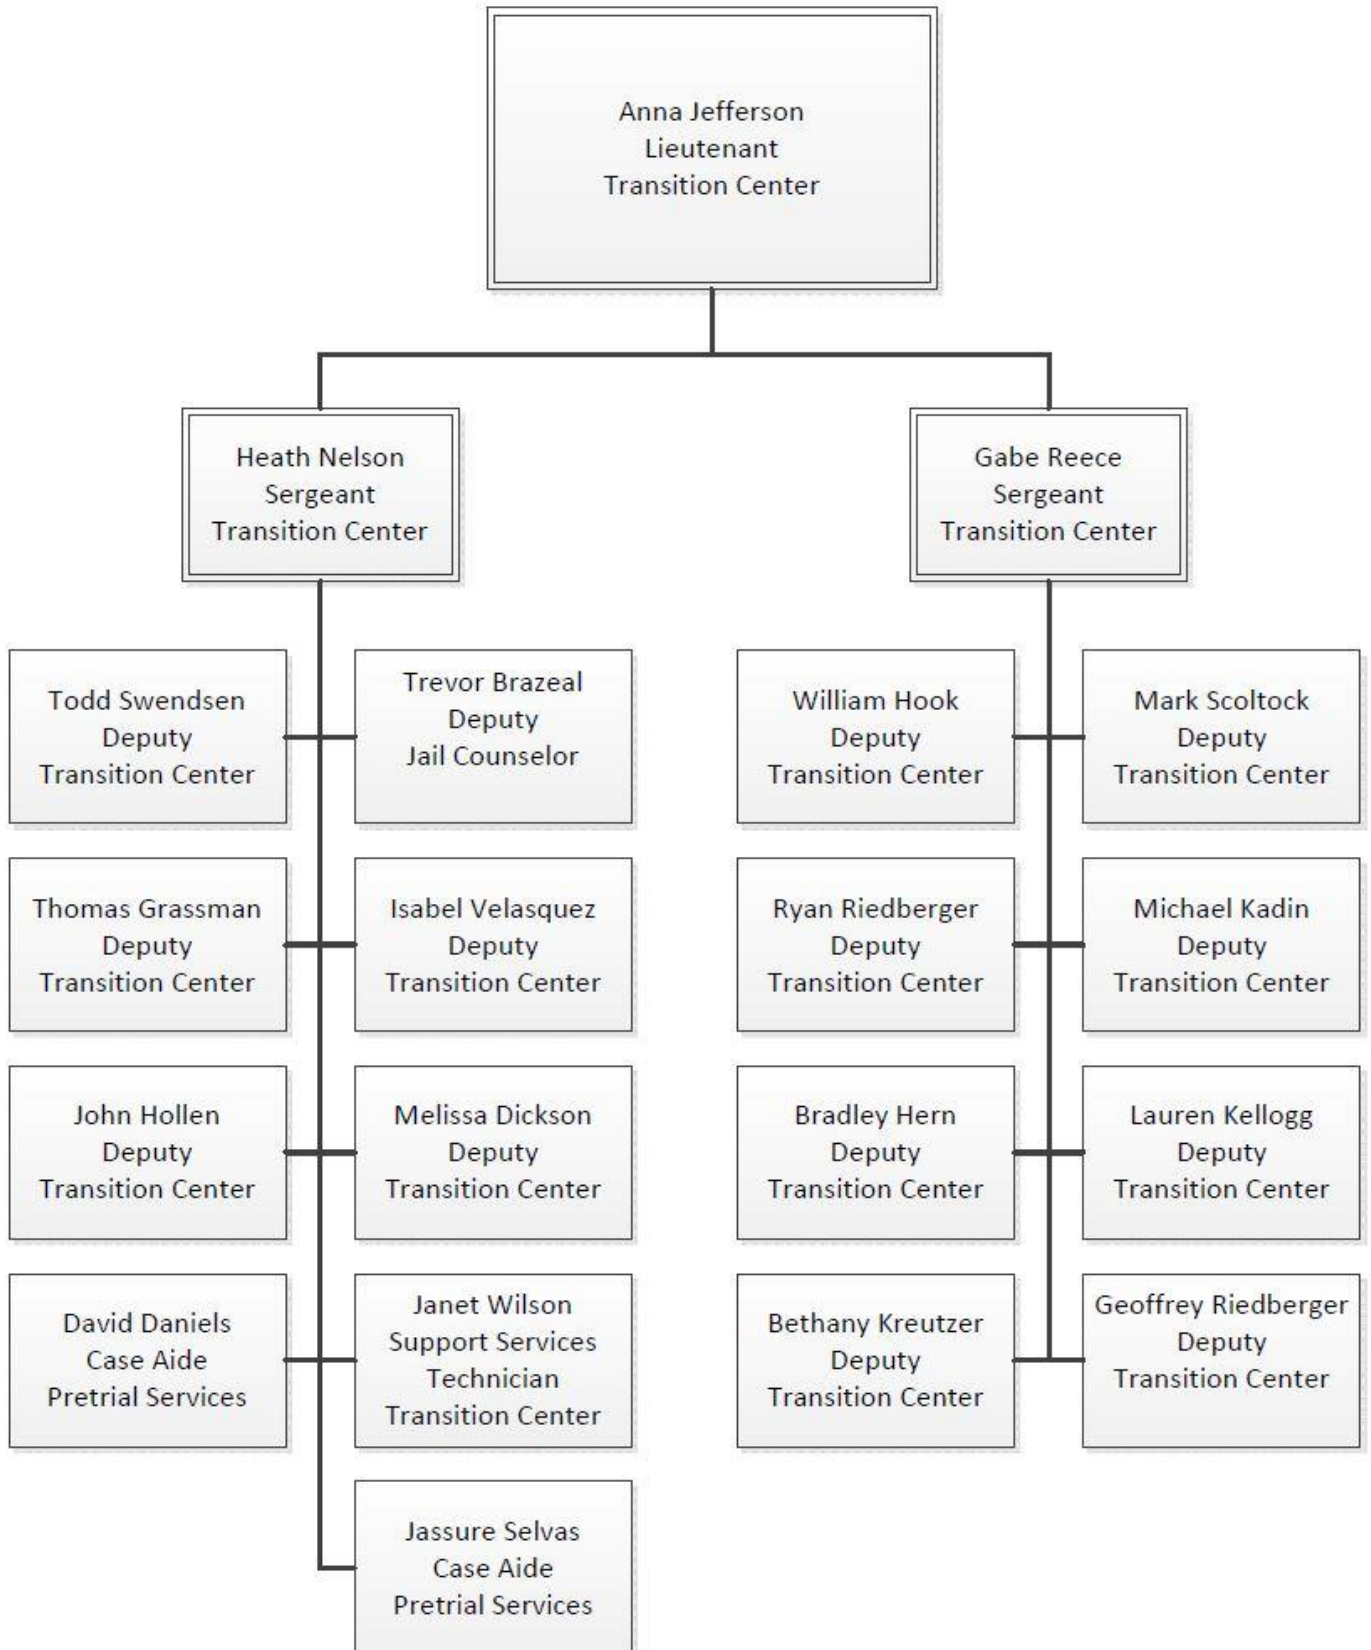 Anna Jefferson
Lieutenant
Transition Center
Heath Nelson
Sergeant
Transition Center
Gabe Reece
Sergeant
Transition Center
Todd Swendsen
Deputy
Transition Center
Trevor Brazeal
Deputy
Jail Counselor
William Hook
Deputy
Transition Center
Mark Scoltock
Deputy
Transition Center
Thomas Grassman
Deputy
Transition Center
Isabel Velasquez
Deputy
Transition Center
Ryan Riedberger
Deputy
Transition Center
Michael Kadin
Deputy
Transition Center
John Hollen
Deputy
Transition Center
Melissa Dickson
Deputy
Transition Center
Bradley Hern
Deputy
Transition Center
Lauren Kellogg
Deputy
Transition Center
David Daniels
Case Aide
Pretrial Services
Janet Wilson
Support Services
Technician
Transition Center
Bethany Kreutzer
Deputy
Transition Center
Geoffrey Riedberger
Deputy
Transition Center
Jassure Selvas
Case Aide
Pretrial Services